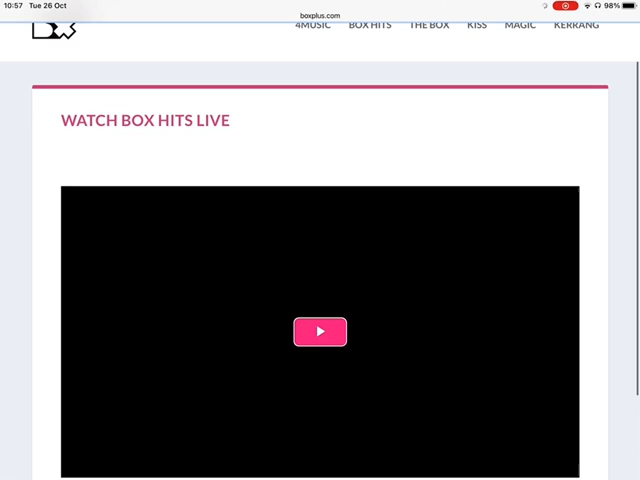 10:57 Tue 26 Oct 98%
boxplus.com
4MUSIC BOX HITS THE BOX KISS MAGIC KERRANG
WATCH BOX HITS LIVE